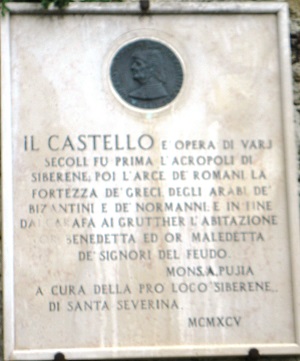 IL CASTELLO E OPERA DI VARJ
SECOLI FU PRIMA L'ACROPOLI DI
SIBERENE; POI L'ARCE DE' ROMANI LA
FORTEZZA DE' GRECI, DEGLI ARABI, DE'
BIZANTINI E DE' NORMANNI: E IN FINE
AI GRUTTHER L'ABITAZIONE
BENEDETTA ED OR MALEDETTA
DE' SIGNORI DEL FEUDO.
MONS.A.PUJIA
A CURA DELLA PRO LOCO SIBERENE,
DI SANTA SEVERINA.
MCMXCV